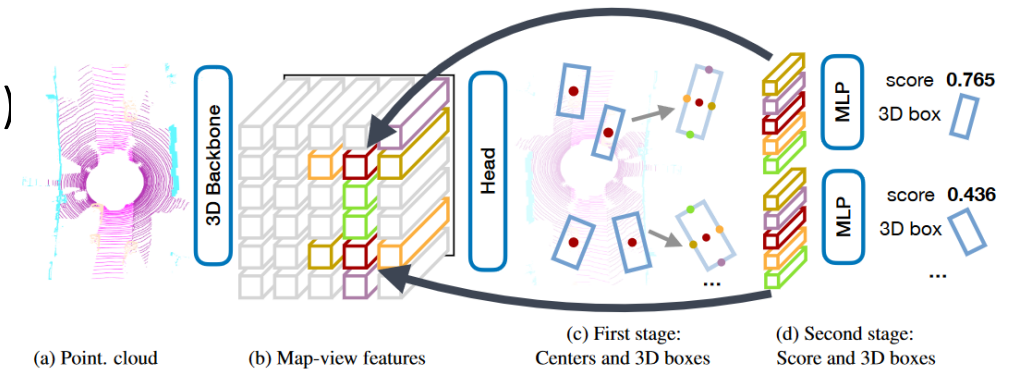 )
3D Backbone
Head
...
MLP
score 0.765
3D box
MLP
score 0.436
3D box
...
(a) Point. cloud
(b) Map-view features
(c) First stage:
Centers and 3D boxes
(d) Second stage:
Score and 3D boxes